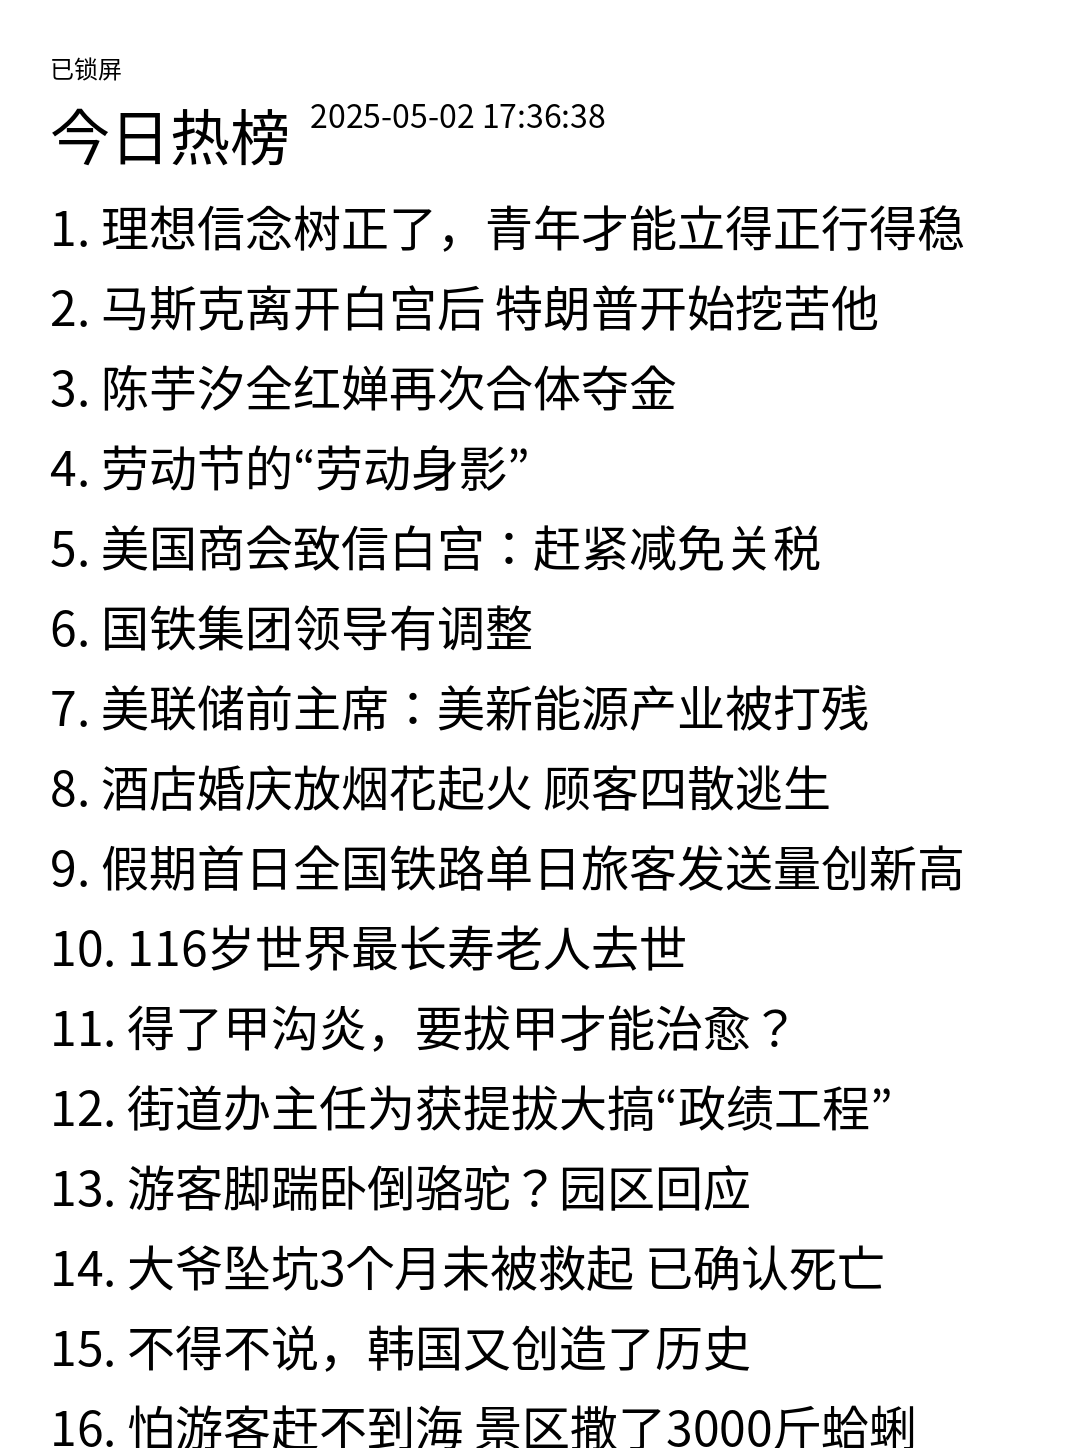 已锁屏
今日热榜 2025-05-02 17:36:38
1. 理想信念树正了，青年才能立得正行得稳
2. 马斯克离开白宫后 特朗普开始挖苦他
3. 陈芋汐全红婵再次合体夺金
4. 劳动节的“劳动身影”
5. 美国商会致信白宫：赶紧减免关税
6. 国铁集团领导有调整
7. 美联储前主席：美新能源产业被打残
8. 酒店婚庆放烟花起火 顾客四散逃生
9. 假期首日全国铁路单日旅客发送量创新高
10. 116岁世界最长寿老人去世
11. 得了甲沟炎，要拔甲才能治愈？
12. 街道办主任为获提拔大搞“政绩工程”
13. 游客脚踹卧倒骆驼？园区回应
14. 大爷坠坑3个月未被救起 已确认死亡
15. 不得不说，韩国又创造了历史
16. 怕游客赶不到海 景区撒了3000斤蛤蜊